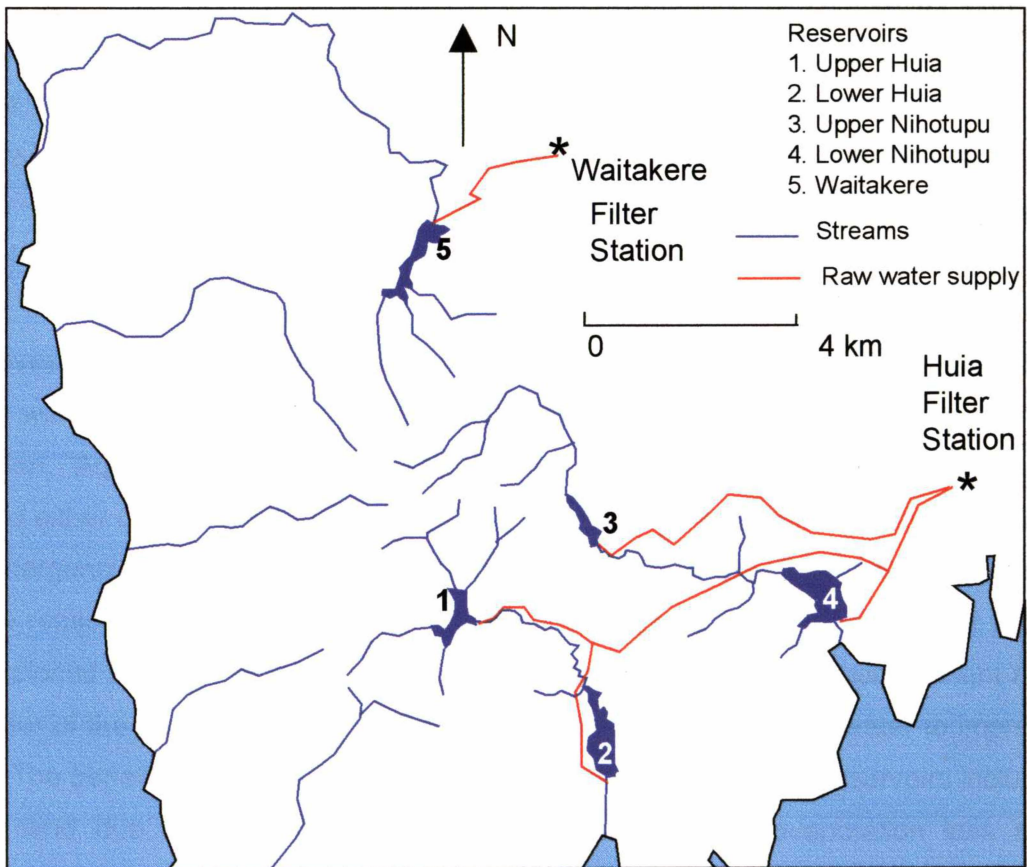 N
Reservoirs
1. Upper Huia
2. Lower Huia
3. Upper Nihotupu
4. Lower Nihotupu
5. Waitakere
* Waitakere
Filter
Station
Streams
Raw water supply
0 4 km
Huia
Filter
Station
*
5
3
1
4
2